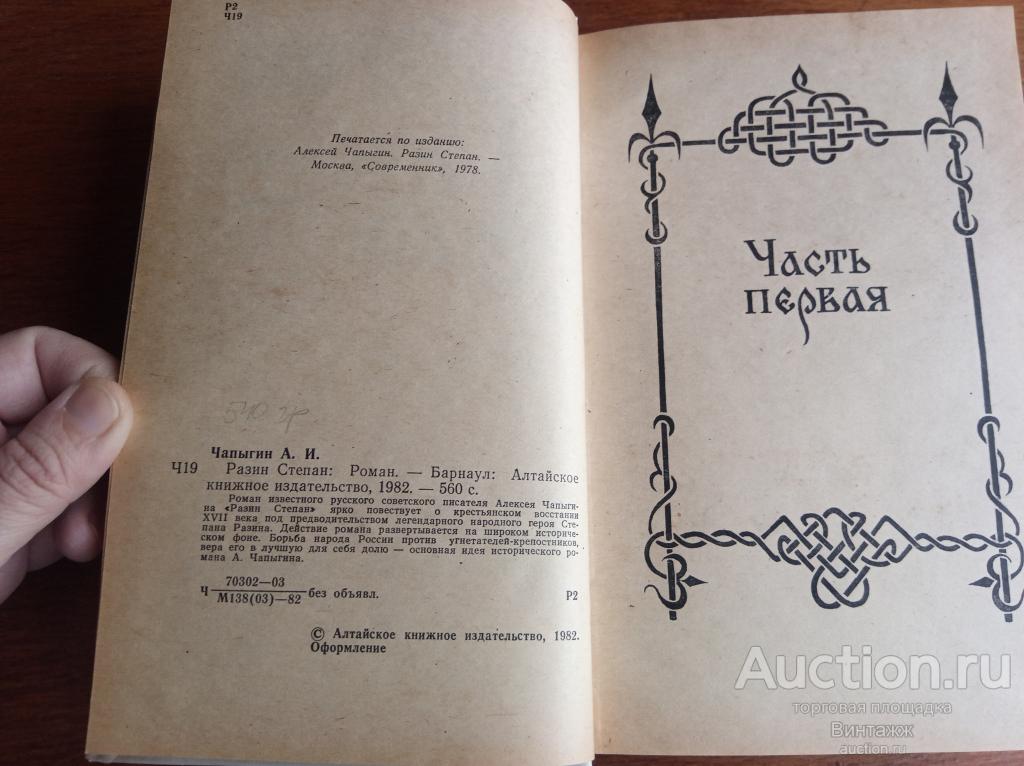 Р2
Ч19
Печатается по изданию:
Алексей Чапыгин. Разин Степан. —
Москва, «Современник», 1978.
540 гр
Чапыгин А. И.
Ч19 Разин Степан: Роман. — Барнаул: Алтайское
книжное издательство, 1982. — 560 с.
Роман известного русского советского писателя Алексея Чапыги-
на «Разин Степан» ярко повествует о крестьянском восстании
XVII века под предводительством легендарного народного героя Сте-
пана Разина. Действие романа развертывается на широком историче-
ском фоне. Борьба народа России против угнетателей-крепостников,
вера его в лучшую для себя долю — основная идея исторического ро-
мана А. Чапыгина.
70302—03
Ч без объявл. Р2
М138(03)—82
© Алтайское книжное издательство, 1982.
Оформление
Часть
первая
Auction.ru
торговая площадка
Винтажж
auction.ru